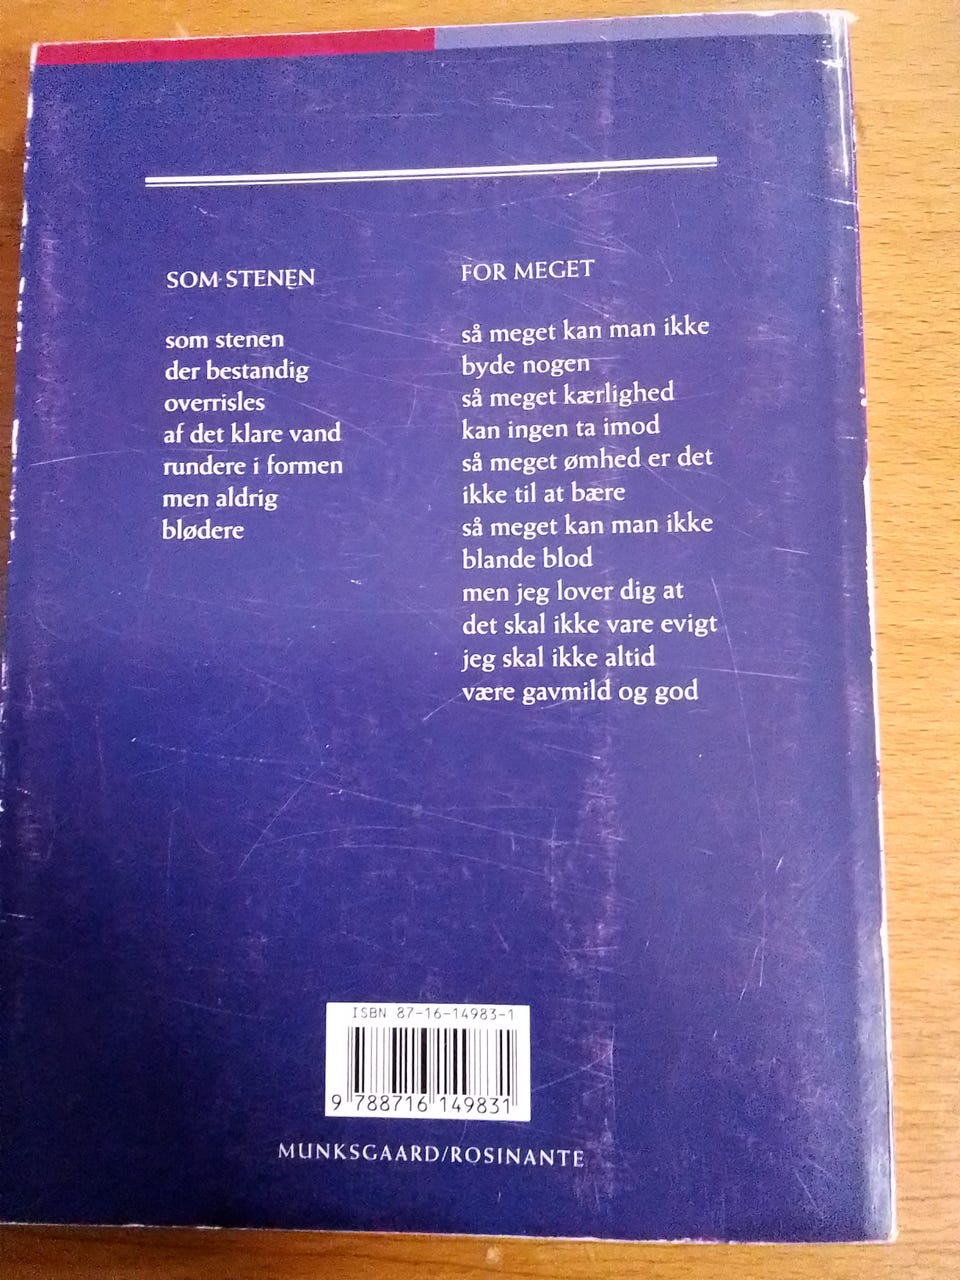 SOM STENEN
som stenen
der bestandig
overrisles
af det klare vand
rundere i formen
men aldrig
blødere
FOR MEGET
så meget kan man ikke
byde nogen
så meget kærlighed
kan ingen ta imod
så meget ømhed er det
ikke til at bære
så meget kan man ikke
blande blod
men jeg lover dig at
det skal ikke vare evigt
jeg skal ikke altid
være gavmild og god
ISBN 87-16-14983-1
9 788716 149831
MUNKSGAARD/ROSINANTE